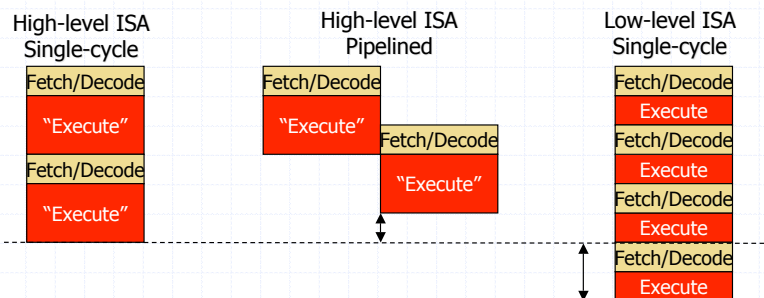 High-level ISA
Single-cycle
Fetch/Decode
“Execute”
Fetch/Decode
“Execute”
High-level ISA
Pipelined
Fetch/Decode
“Execute”
Fetch/Decode
“Execute”
Low-level ISA
Single-cycle
Fetch/Decode
Execute
Fetch/Decode
Execute
Fetch/Decode
Execute
Fetch/Decode
Execute